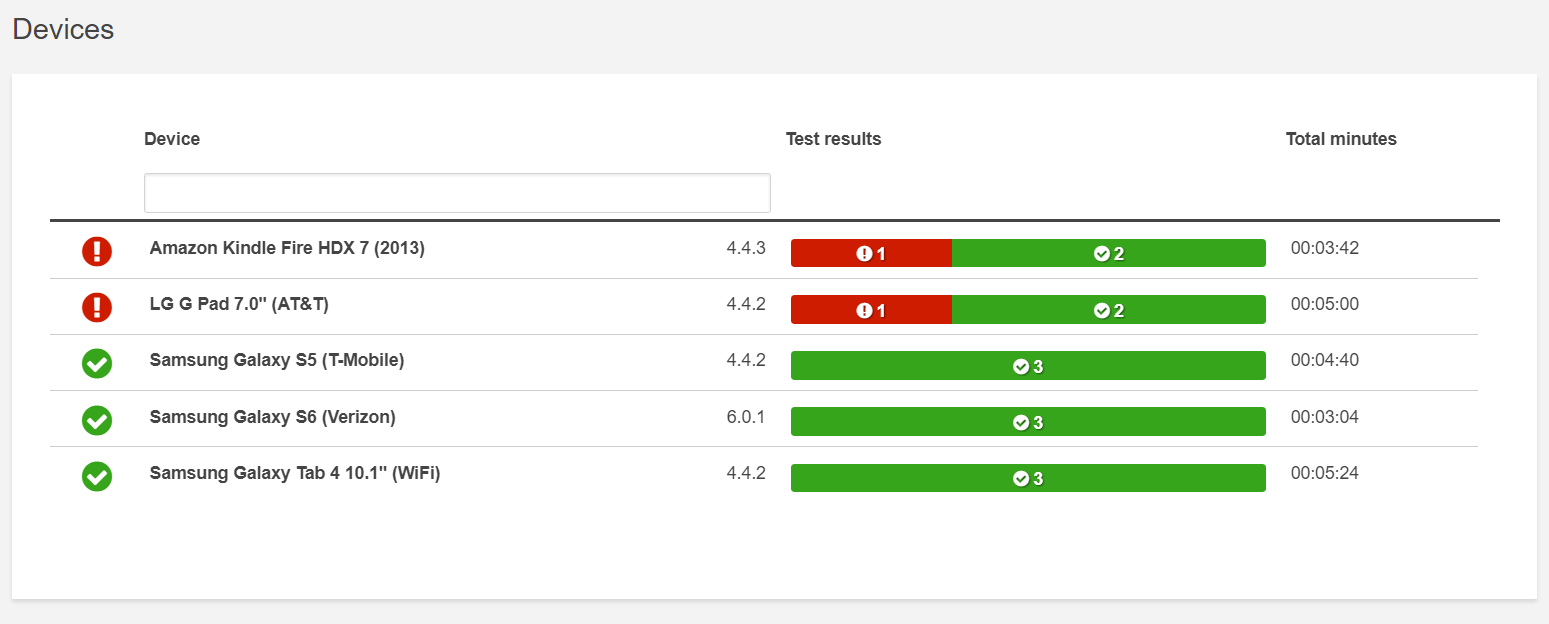 Devices
Device Test results Total minutes
Amazon Kindle Fire HDX 7 (2013) 4.4.3 1 2 00:03:42
LG G Pad 7.0" (AT&T) 4.4.2 1 2 00:05:00
Samsung Galaxy S5 (T-Mobile) 4.4.2 3 00:04:40
Samsung Galaxy S6 (Verizon) 6.0.1 3 00:03:04
Samsung Galaxy Tab 4 10.1" (WiFi) 4.4.2 3 00:05:24